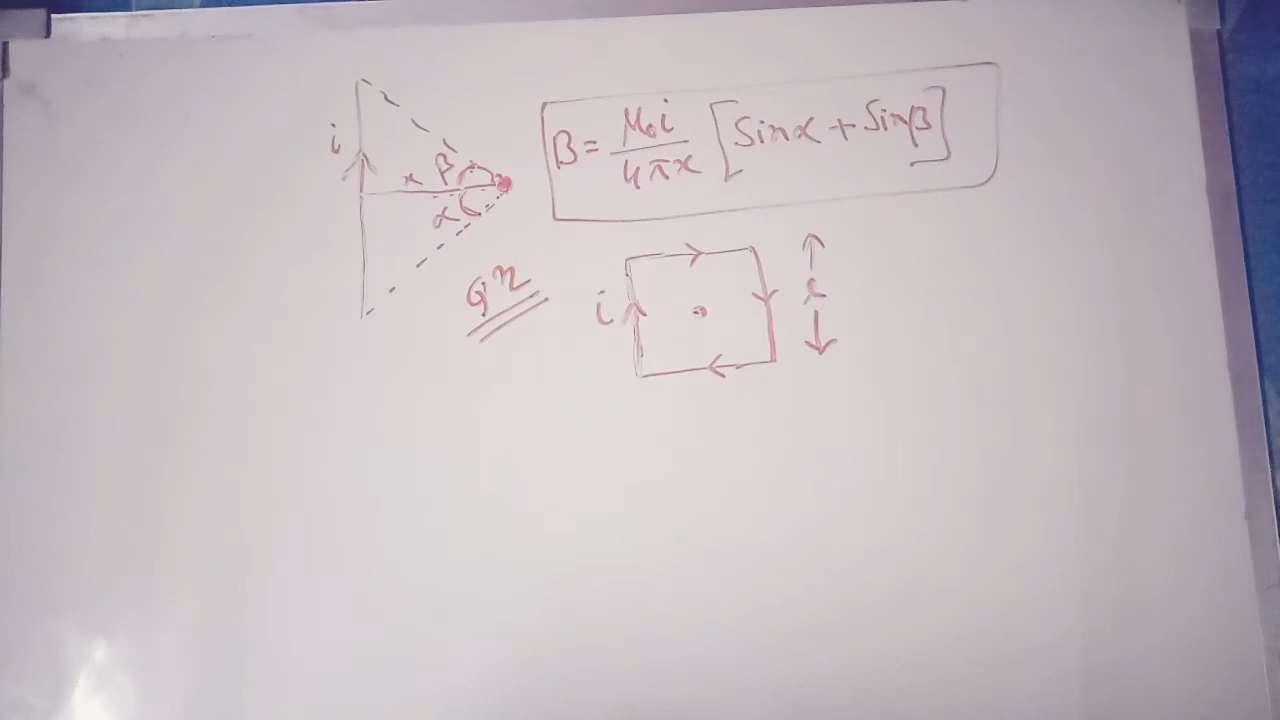 i
x β
α
B = μ₀i / 4πx [Sinα + Sinβ]
Qⁿ
i